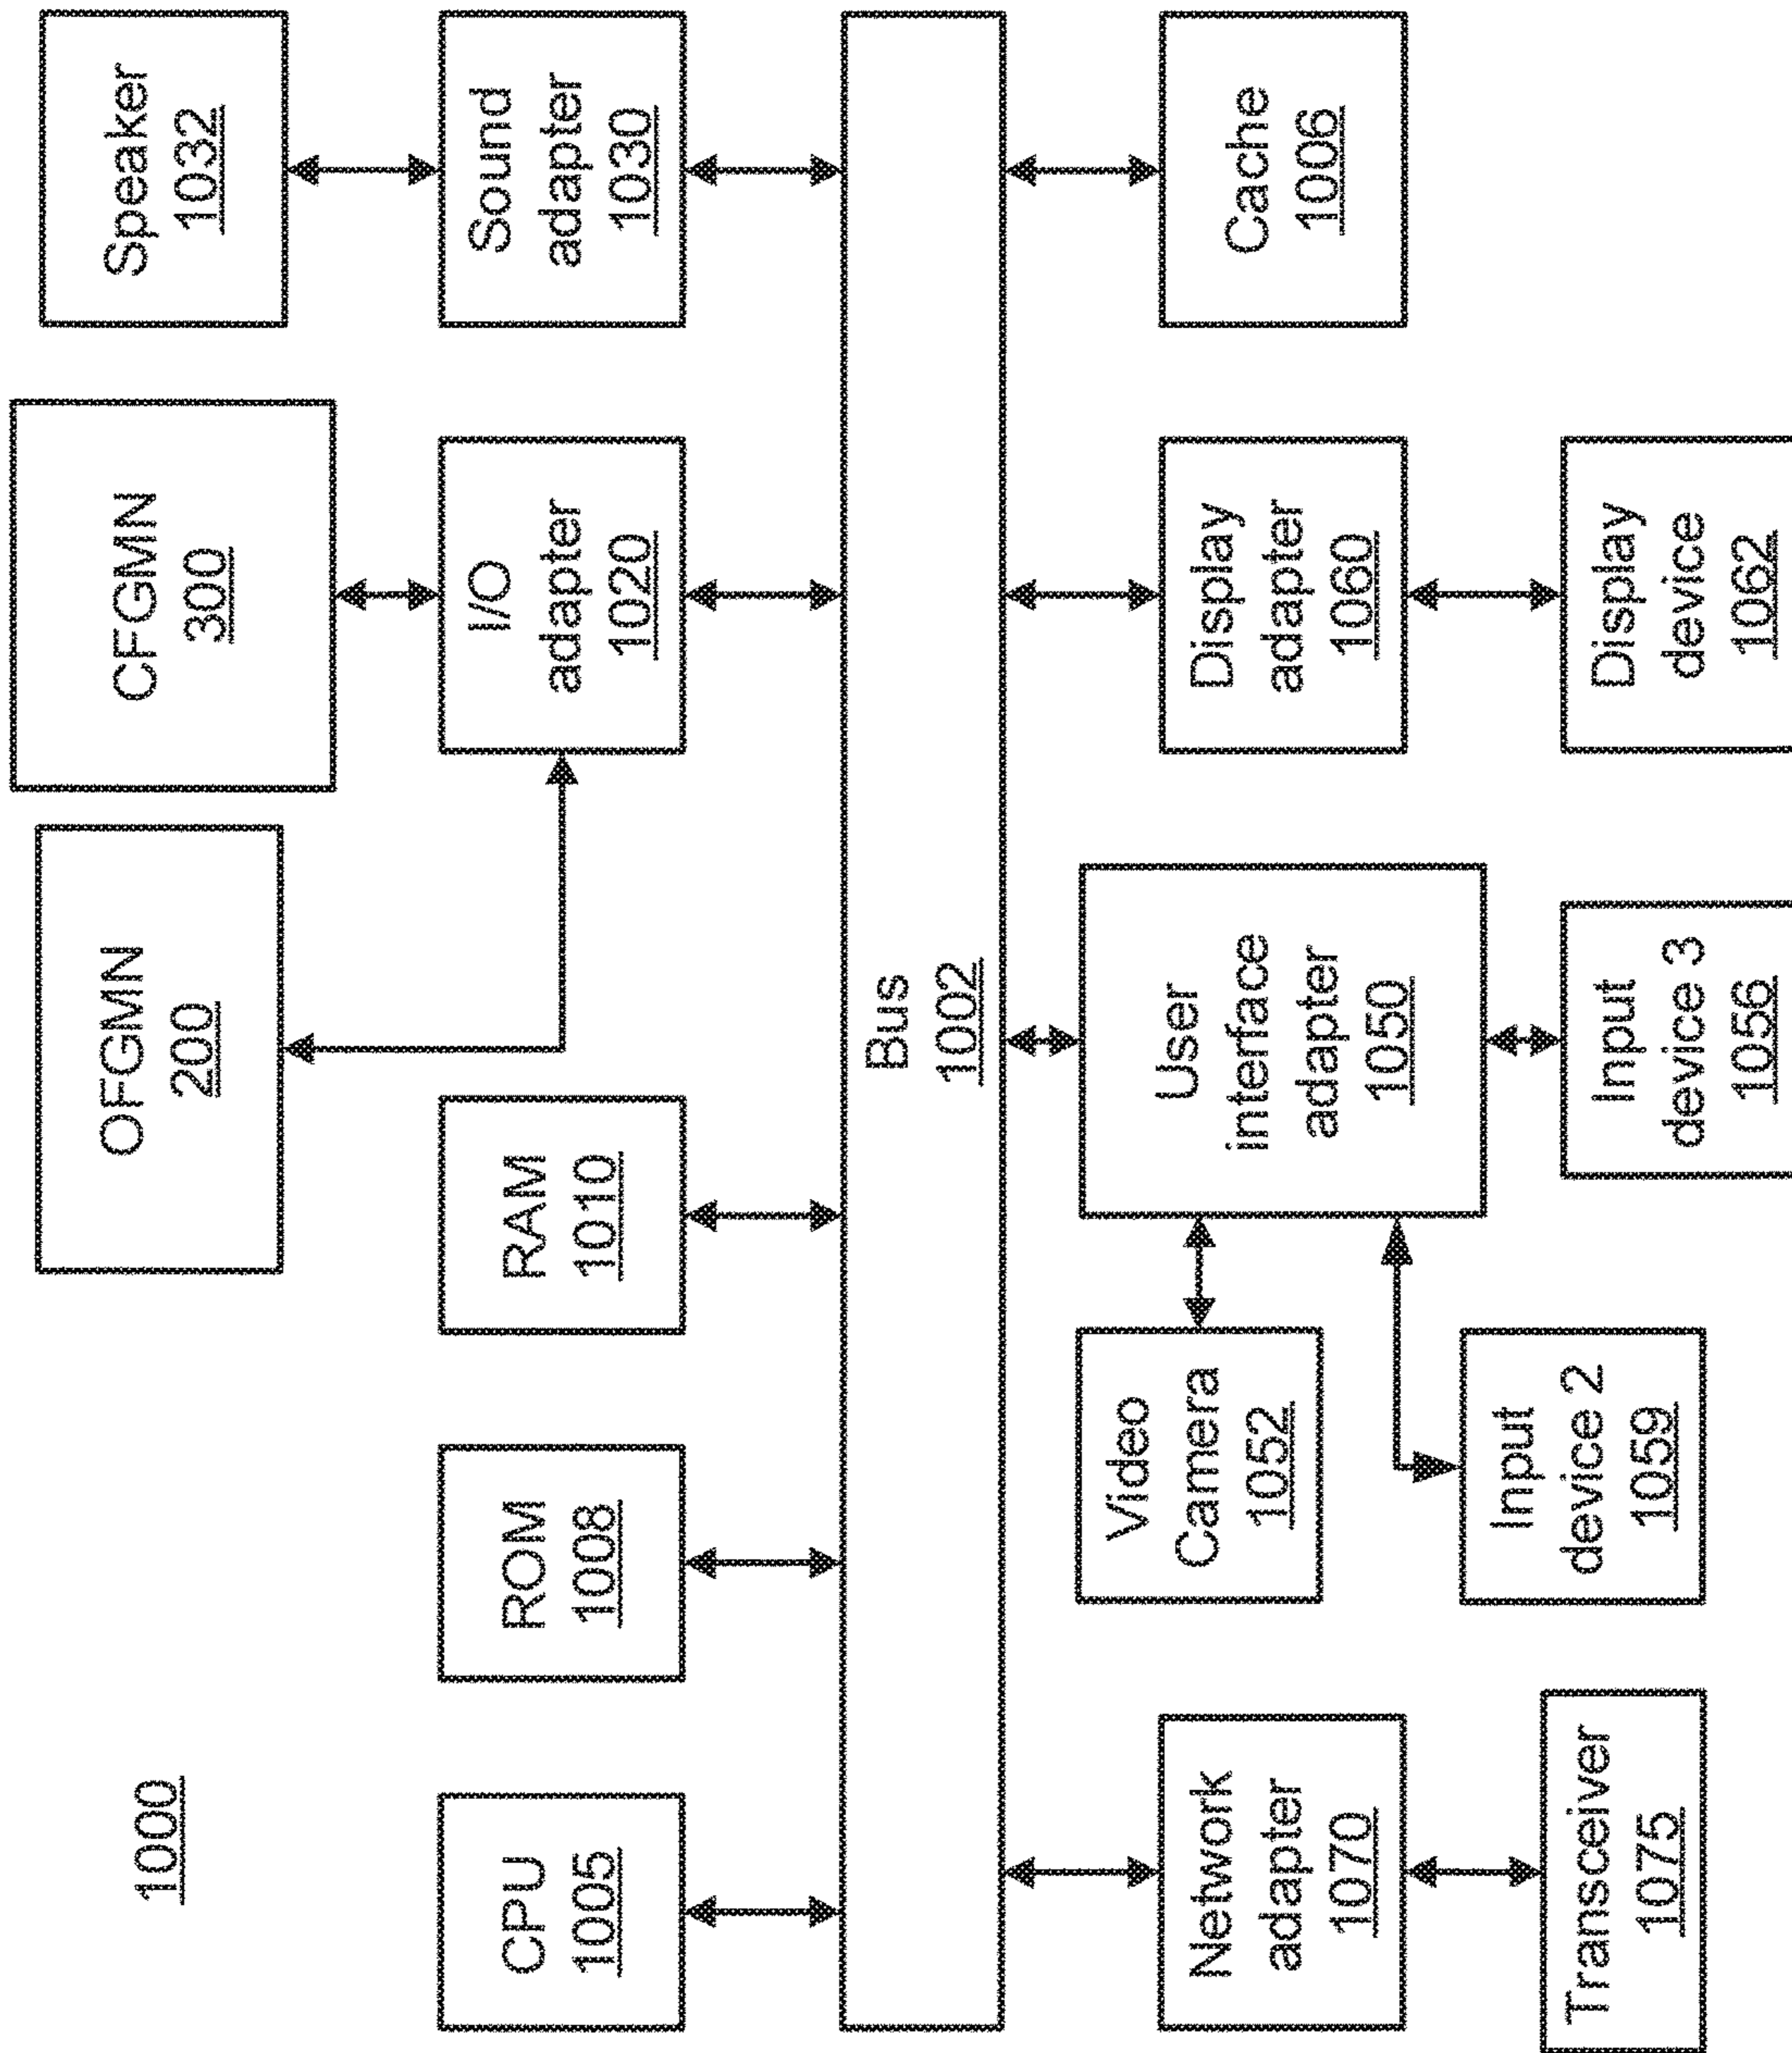 1000
OFGMN
200
CFGMN
300
Speaker
1032
CPU
1005
ROM
1008
RAM
1010
I/O
adapter
1020
Sound
adapter
1030
Bus
1002
Network
adapter
1070
Video
Camera
1052
User
interface
adapter
1050
Display
adapter
1060
Cache
1006
Transceiver
1075
Input
device 2
1059
Input
device 3
1056
Display
device
1062